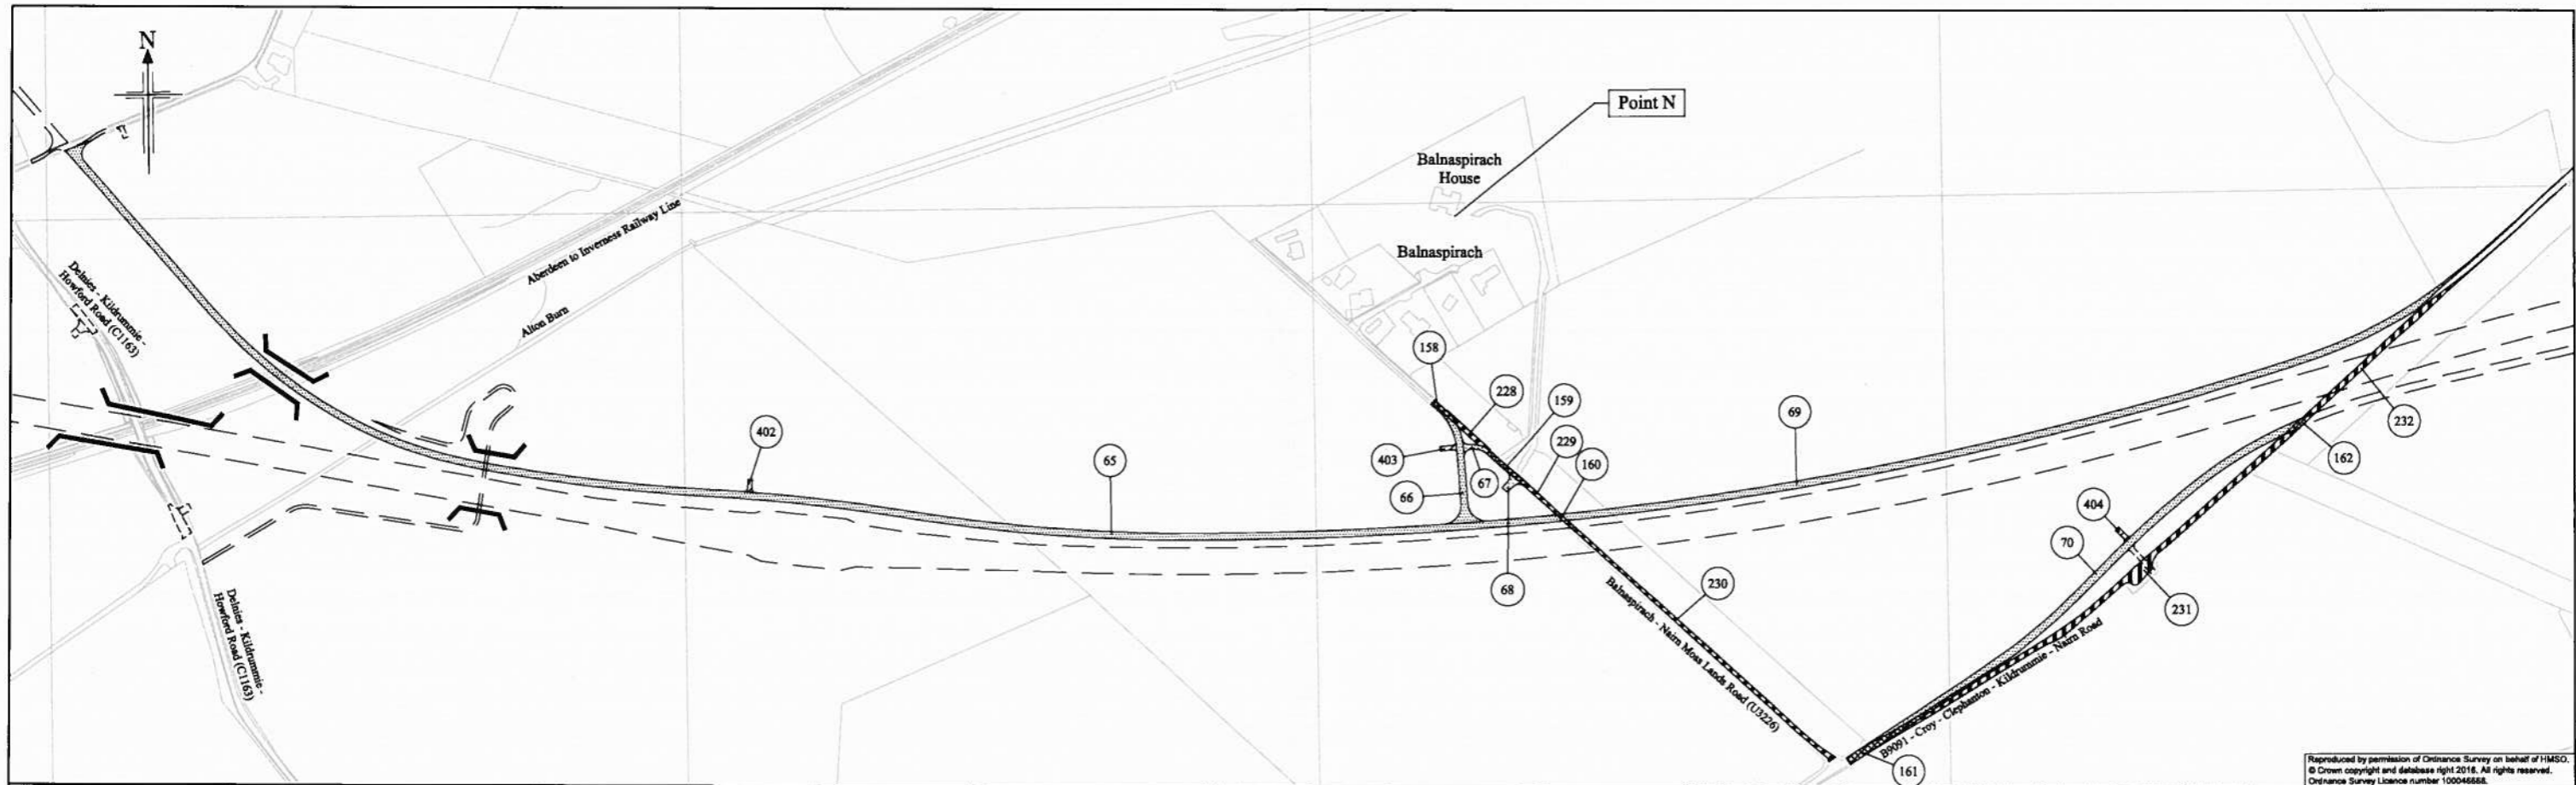 N
Point N
Balnaspirach
House
Balnaspirach
Aberdeen to Inverness Railway Line
Alton Burn
Delnies - Kildrummie -
Howford Road (C1163)
Delnies - Kildrummie -
Howford Road (C1163)
402
65
158
228
159
229
160
403
67
66
68
69
230
Balnaspirach - Nairn Moss Lands Road (U3226)
232
162
404
70
231
B9091 - Croy - Clephanton - Kildrummie - Nairn Road
161
Reproduced by permission of Ordnance Survey on behalf of HMSO.
© Crown copyright and database right 2016. All rights reserved.
Ordnance Survey Licence number 100046668.